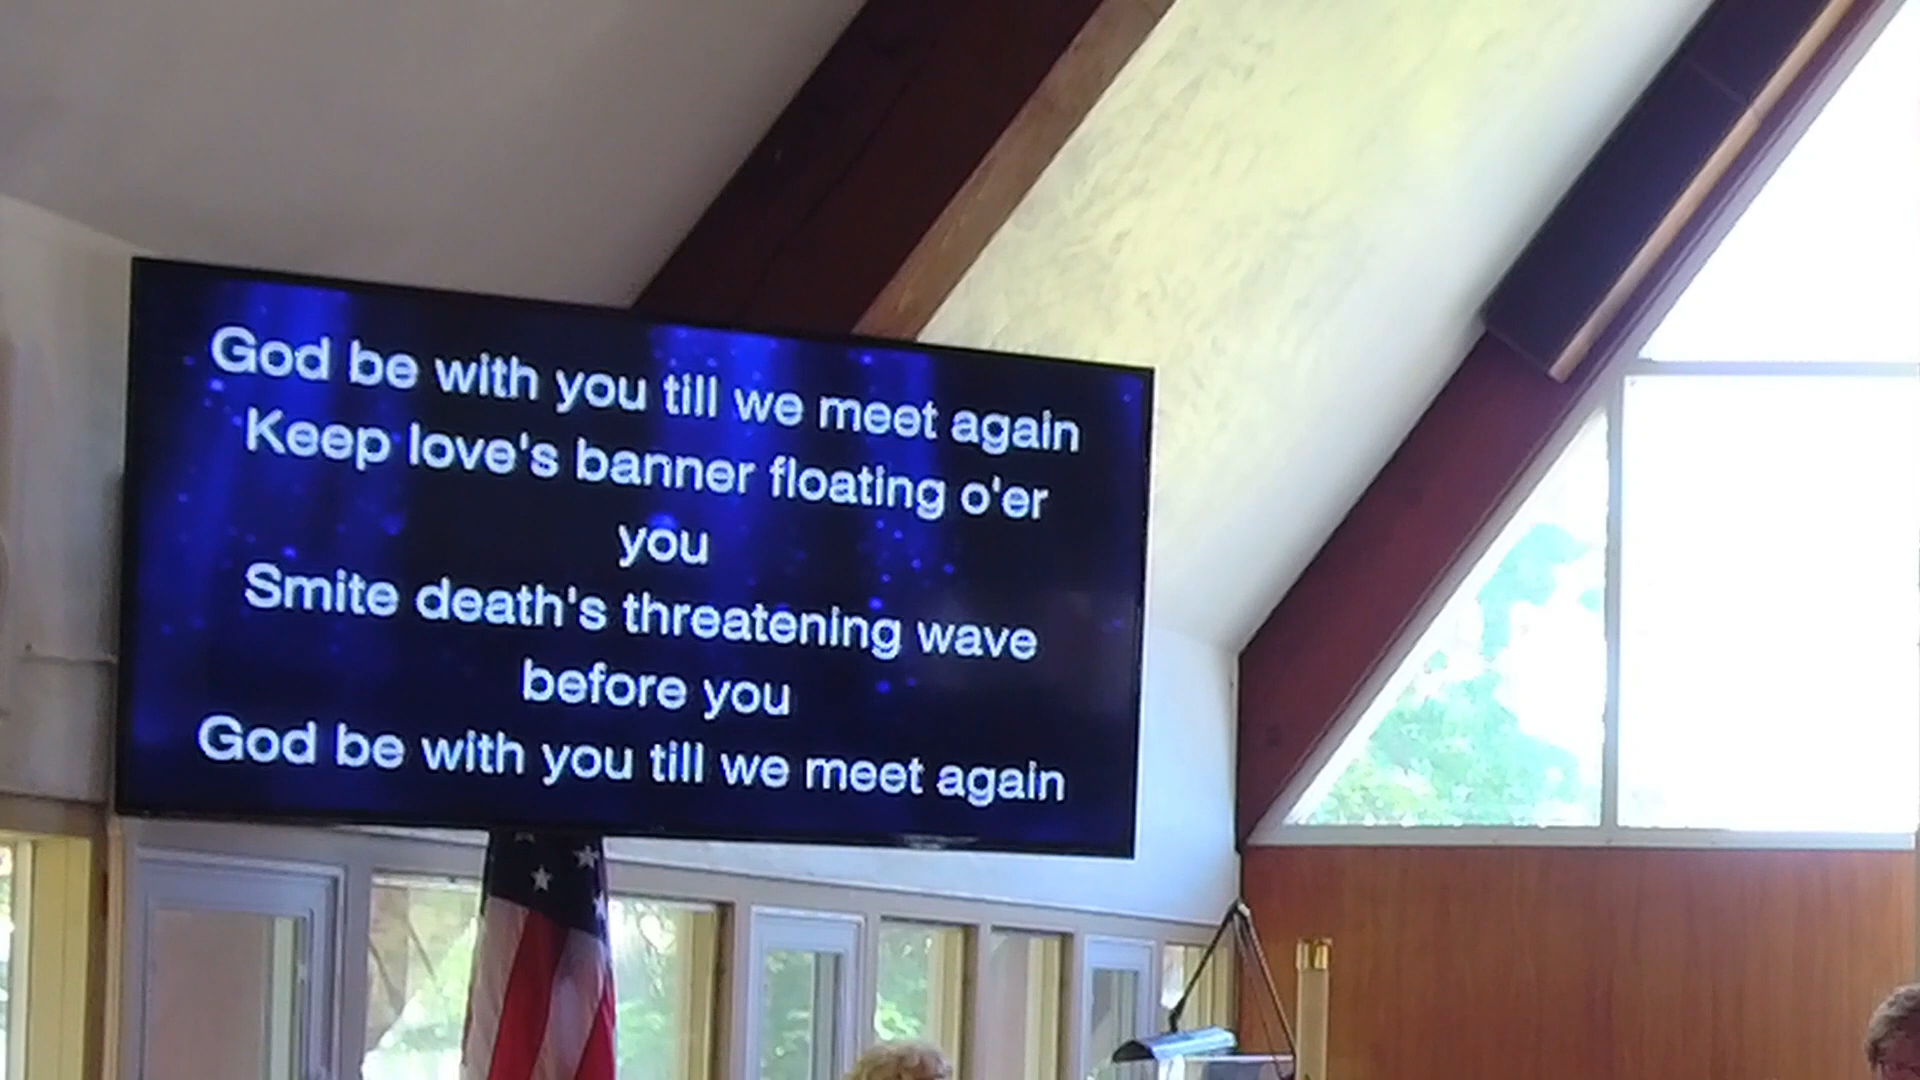 God be with you till we meet again
Keep love's banner floating o'er
you
Smite death's threatening wave
before you
God be with you till we meet again